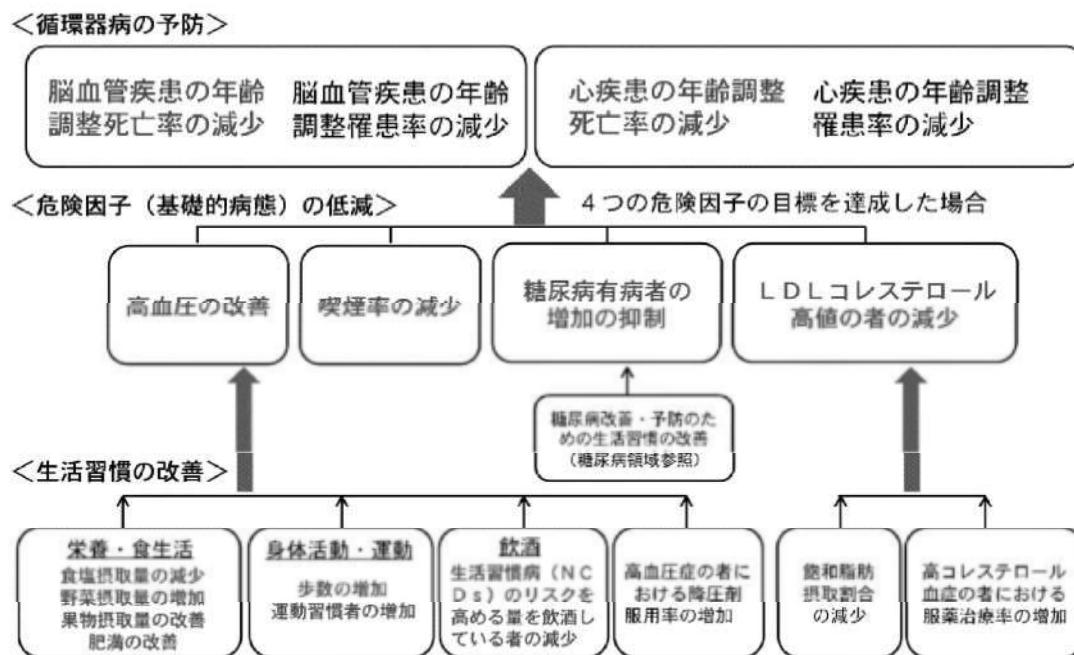 ＜循環器病の予防＞
脳血管疾患の年齢
調整死亡率の減少
脳血管疾患の年齢
調整罹患率の減少
心疾患の年齢調整
死亡率の減少
心疾患の年齢調整
罹患率の減少
＜危険因子（基礎的病態）の低減＞
４つの危険因子の目標を達成した場合
高血圧の改善
喫煙率の減少
糖尿病有病者の
増加の抑制
ＬＤＬコレステロール
高値の者の減少
糖尿病改善・予防のた
めの生活習慣の改善
（糖尿病領域参照）
＜生活習慣の改善＞
栄養・食生活
食塩摂取量の減少
野菜摂取量の増加
果物摂取量の改善
肥満の改善
身体活動・運動
歩数の増加
運動習慣者の増加
飲酒
生活習慣病（ＮＣ
Ｄｓ）のリスクを
高める量を飲酒し
ている者の減少
高血圧症の者に
おける降圧剤
服用率の増加
飽和脂肪
摂取割合
の減少
高コレステロール
血症の者における
服薬治療率の増加